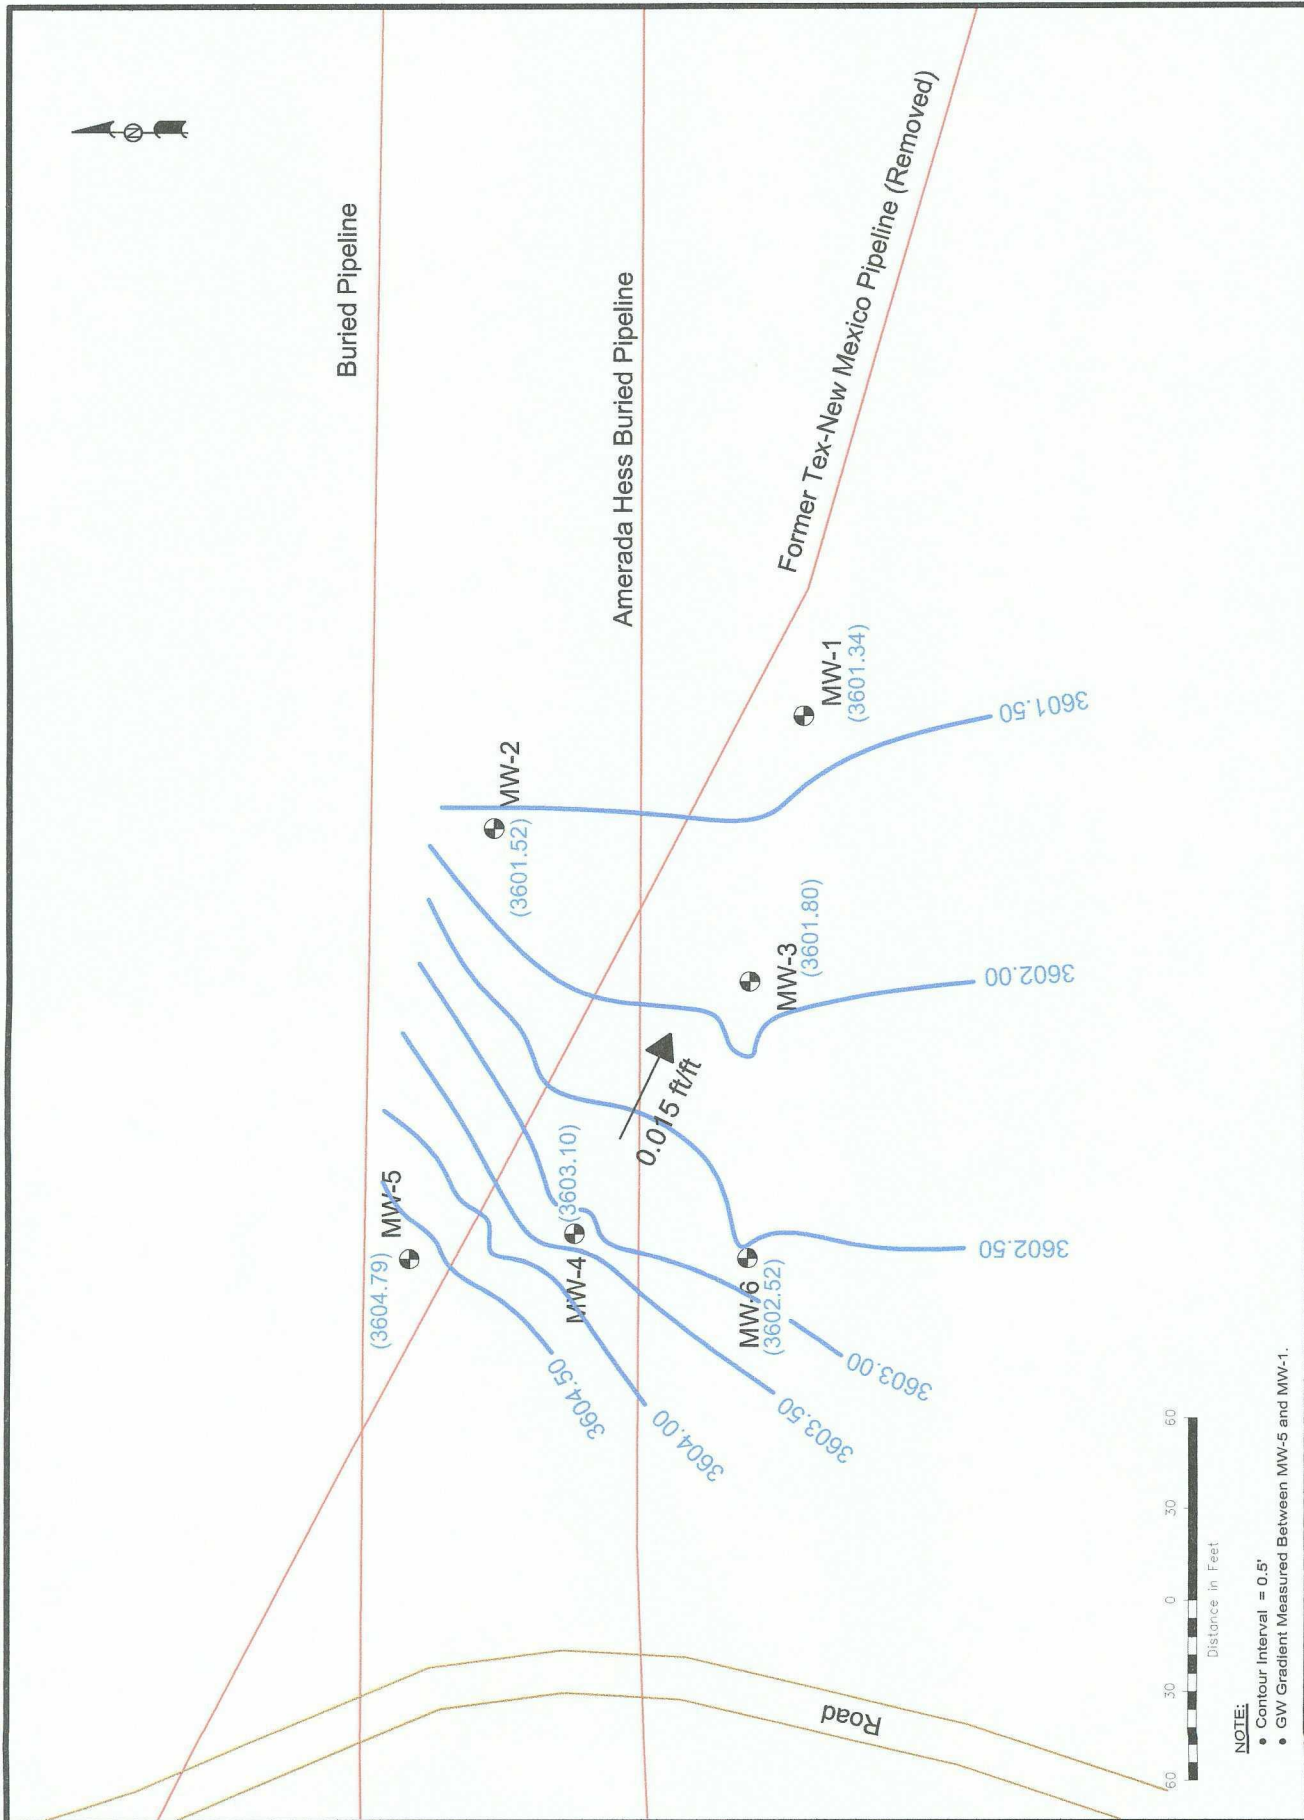 N
Buried Pipeline
Amerada Hess Buried Pipeline
Former Tex-New Mexico Pipeline (Removed)
MW-2
(3601.52)
MW-1
(3601.34)
3601.50
MW-3
(3601.80)
3602.00
0.015 ft/ft
MW-5
(3604.79)
MW-4
(3603.10)
MW-6
(3602.52)
3602.50
3603.00
3603.50
3604.00
3604.50
Road
60 30 0 30 60
Distance in Feet
NOTE:
• Contour Interval = 0.5'
• GW Gradient Measured Between MW-5 and MW-1.